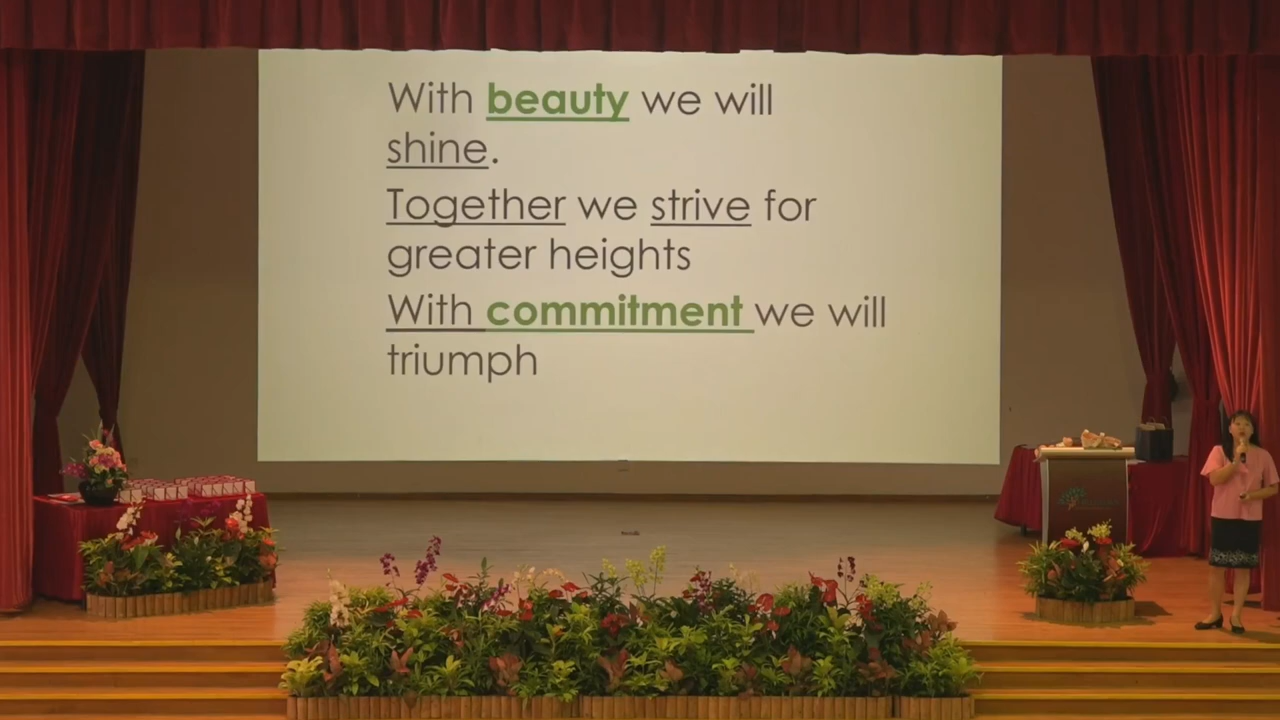 With beauty we will
shine.
Together we strive for
greater heights
With commitment we will
triumph